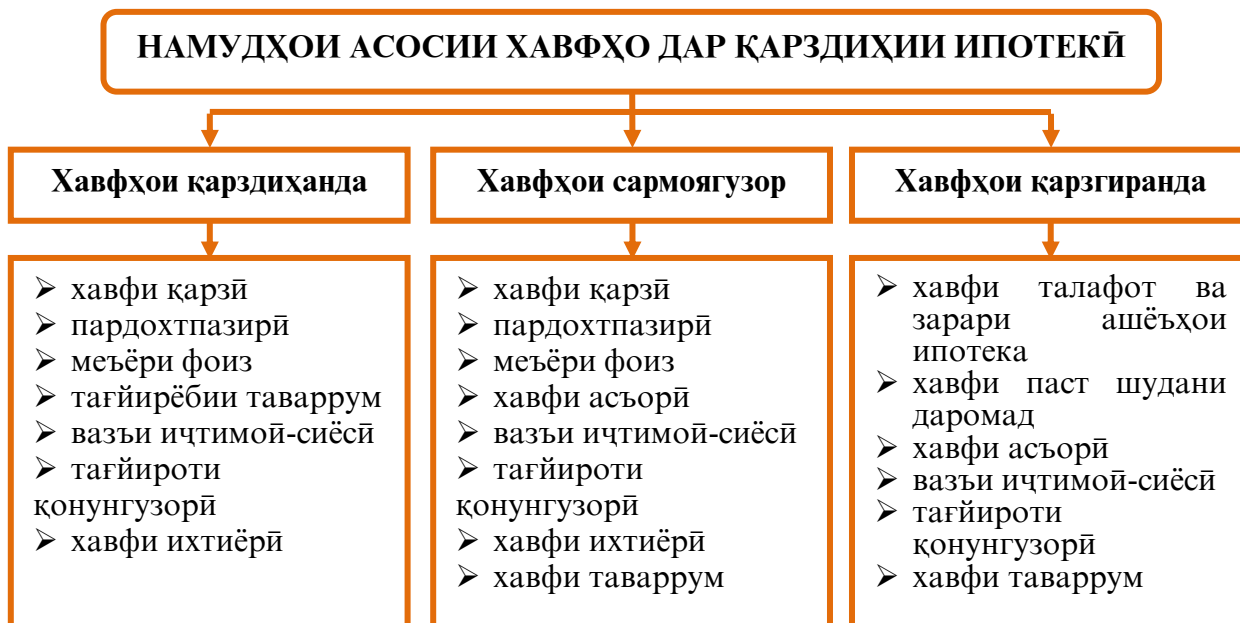 НАМУДҲОИ АСОСИИ ХАВФҲО ДАР ҚАРЗДИҲИИ ИПОТЕКӢ
Хавфҳои қарздиҳанда
➢ хавфи қарзӣ
➢ пардохтпазирӣ
➢ меъёри фоиз
➢ тағйирёбии таваррум
➢ вазъи иҷтимоӣ-сиёсӣ
➢ тағйироти
қонунгузорӣ
➢ хавфи ихтиёрӣ
Хавфҳои сармоягузор
➢ хавфи қарзӣ
➢ пардохтпазирӣ
➢ меъёри фоиз
➢ хавфи асъорӣ
➢ вазъи иҷтимоӣ-сиёсӣ
➢ тағйироти
қонунгузорӣ
➢ хавфи ихтиёрӣ
➢ хавфи таваррум
Хавфҳои қарзгиранда
➢ хавфи талафот ва
зарари ашёъҳои
ипотека
➢ хавфи паст шудани
даромад
➢ хавфи асъорӣ
➢ вазъи иҷтимоӣ-сиёсӣ
➢ тағйироти
қонунгузорӣ
➢ хавфи таваррум